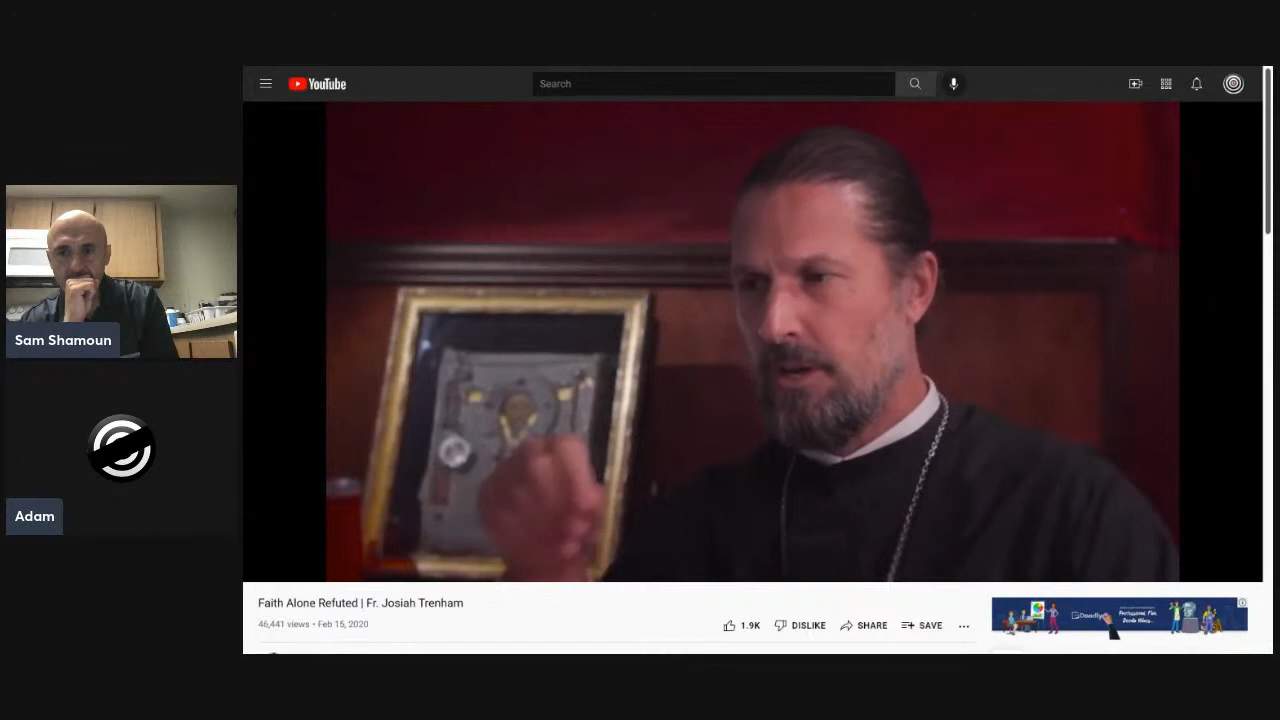 YouTube
Search
Sam Shamoun
Adam
Faith Alone Refuted | Fr. Josiah Trenham
46,441 views • Feb 15, 2020
1.9K
DISLIKE
SHARE
SAVE